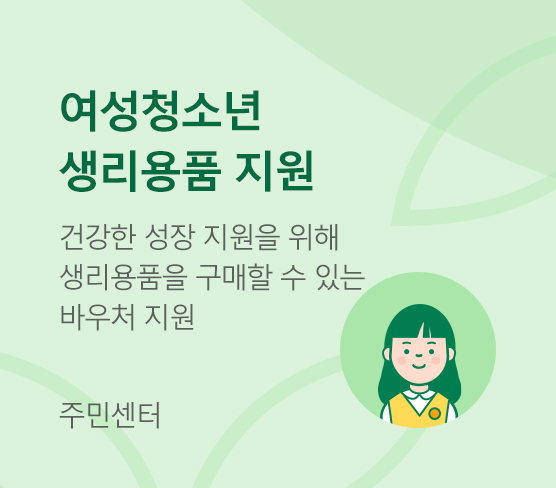 여성청소년
생리용품 지원
건강한 성장 지원을 위해
생리용품을 구매할 수 있는
바우처 지원
주민센터